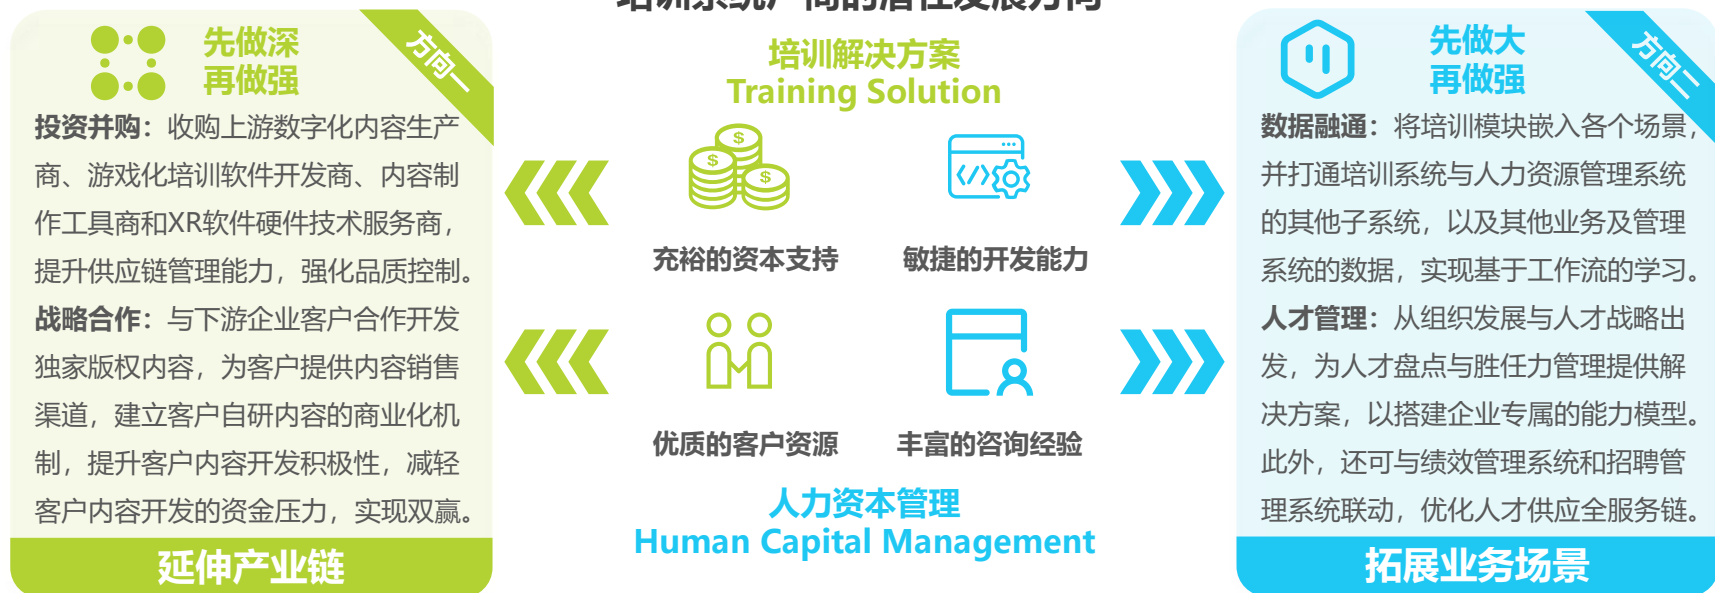 培训系统厂商的潜在发展方向
先做深
再做强
方向一
投资并购：收购上游数字化内容生产
商、游戏化培训软件开发商、内容制
作工具商和XR软件硬件技术服务商，
提升供应链管理能力，强化品质控制。
战略合作：与下游企业客户合作开发
独家版权内容，为客户提供内容销售
渠道，建立客户自研内容的商业化机
制，提升客户内容开发积极性，减轻
客户内容开发的资金压力，实现双赢。
延伸产业链
培训解决方案
Training Solution
充裕的资本支持
敏捷的开发能力
优质的客户资源
丰富的咨询经验
人力资本管理
Human Capital Management
先做大
再做强
方向二
数据融通：将培训模块嵌入各个场景，
并打通培训系统与人力资源管理系统
的其他子系统，以及其他业务及管理
系统的数据，实现基于工作流的学习。
人才管理：从组织发展与人才战略出
发，为人才盘点与胜任力管理提供解
决方案，以搭建企业专属的能力模型。
此外，还可与绩效管理系统和招聘管
理系统联动，优化人才供应全服务链。
拓展业务场景